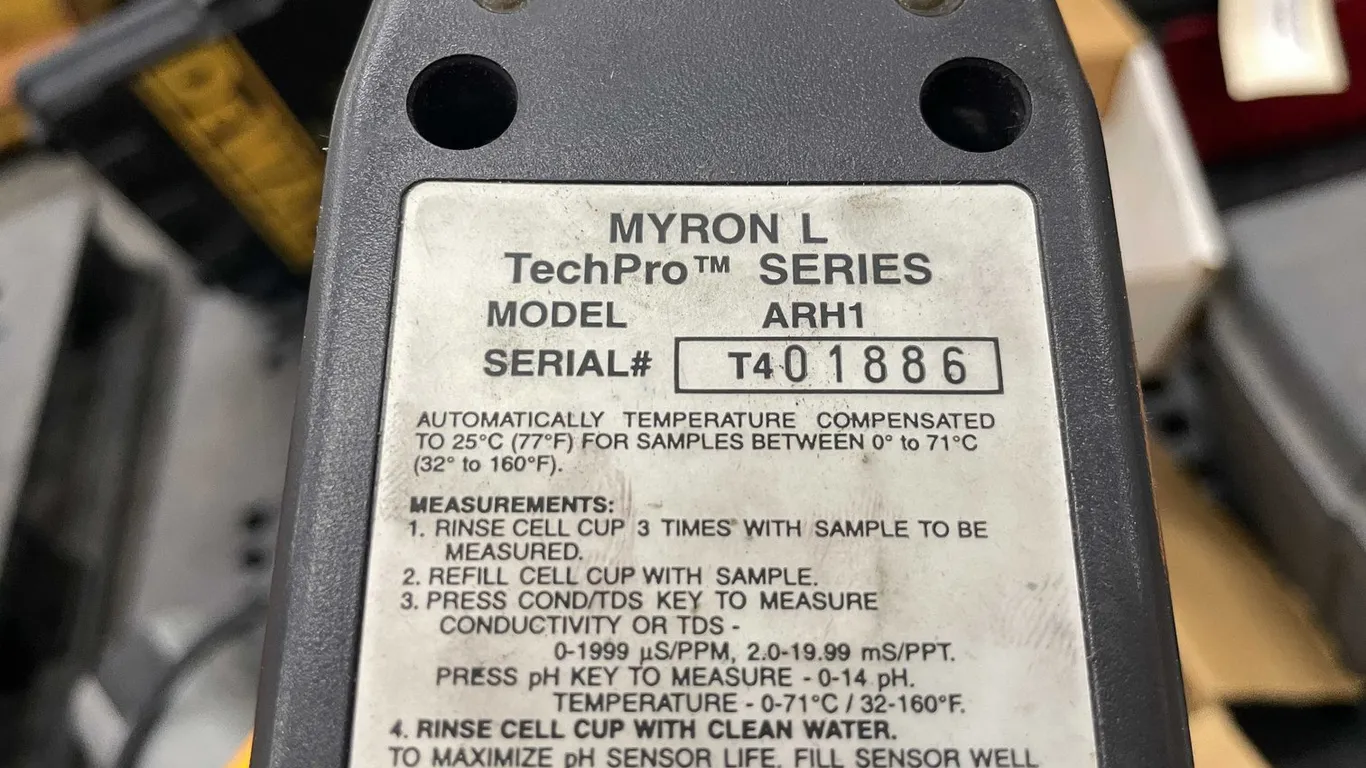 MYRON L
TechPro™ SERIES
MODEL ARH1
SERIAL# T401886
AUTOMATICALLY TEMPERATURE COMPENSATED
TO 25°C (77°F) FOR SAMPLES BETWEEN 0° to 71°C
(32° to 160°F).
MEASUREMENTS:
1. RINSE CELL CUP 3 TIMES WITH SAMPLE TO BE
MEASURED.
2. REFILL CELL CUP WITH SAMPLE.
3. PRESS COND/TDS KEY TO MEASURE
CONDUCTIVITY OR TDS -
0-1999 µS/PPM, 2.0-19.99 mS/PPT.
PRESS pH KEY TO MEASURE - 0-14 pH.
TEMPERATURE - 0-71°C / 32-160°F.
4. RINSE CELL CUP WITH CLEAN WATER.
TO MAXIMIZE pH SENSOR LIFE, FILL SENSOR WELL